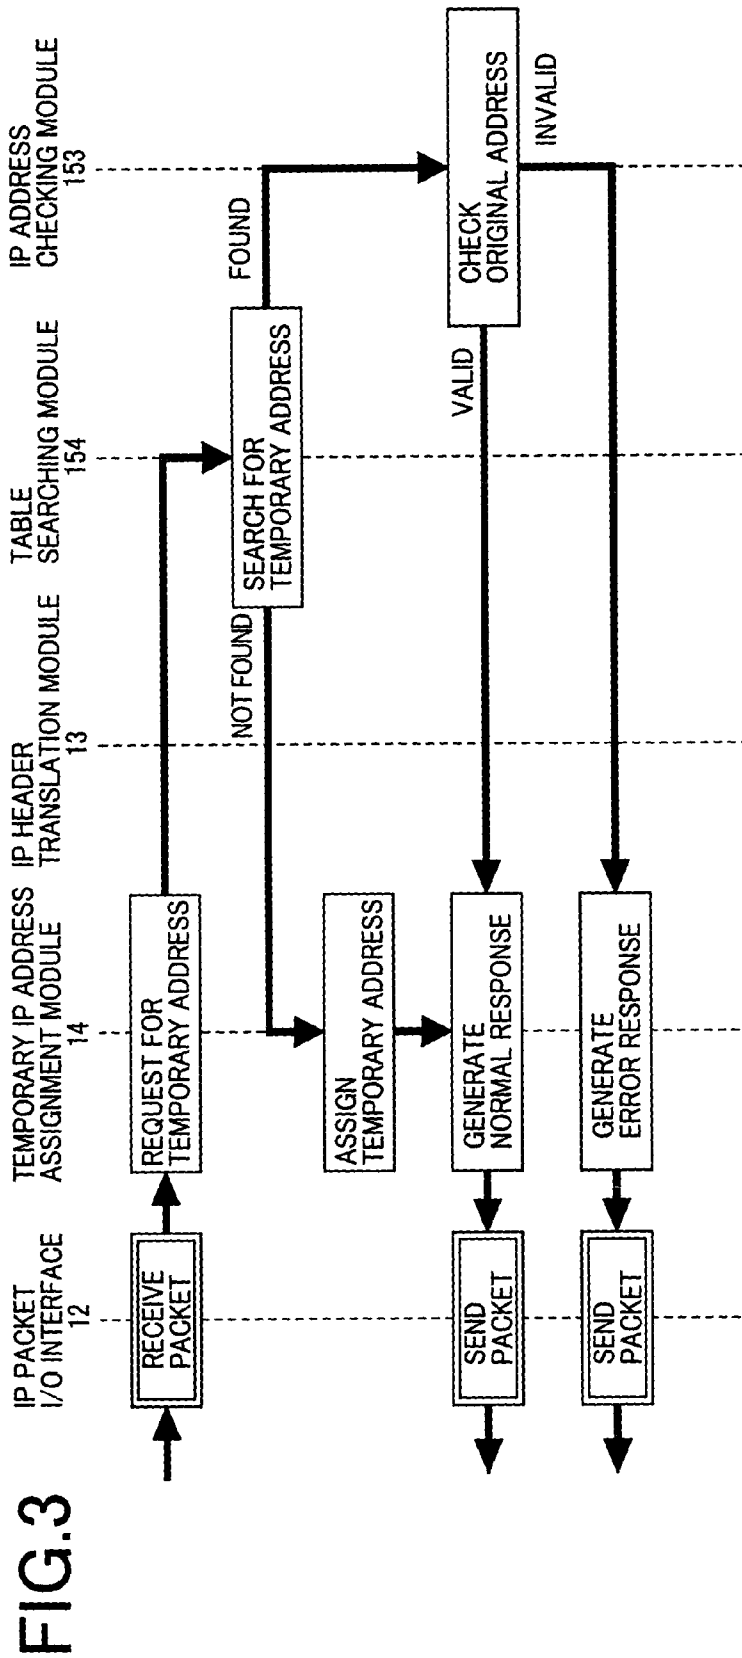 FIG.3
IP PACKET
I/O INTERFACE
12
TEMPORARY IP ADDRESS
ASSIGNMENT MODULE
14
IP HEADER
TRANSLATION MODULE
13
TABLE
SEARCHING MODULE
154
IP ADDRESS
CHECKING MODULE
153
RECEIVE
PACKET
REQUEST FOR
TEMPORARY ADDRESS
SEARCH FOR
TEMPORARY ADDRESS
NOT FOUND
FOUND
ASSIGN
TEMPORARY ADDRESS
CHECK
ORIGINAL ADDRESS
VALID
INVALID
GENERATE
NORMAL RESPONSE
SEND
PACKET
GENERATE
ERROR RESPONSE
SEND
PACKET